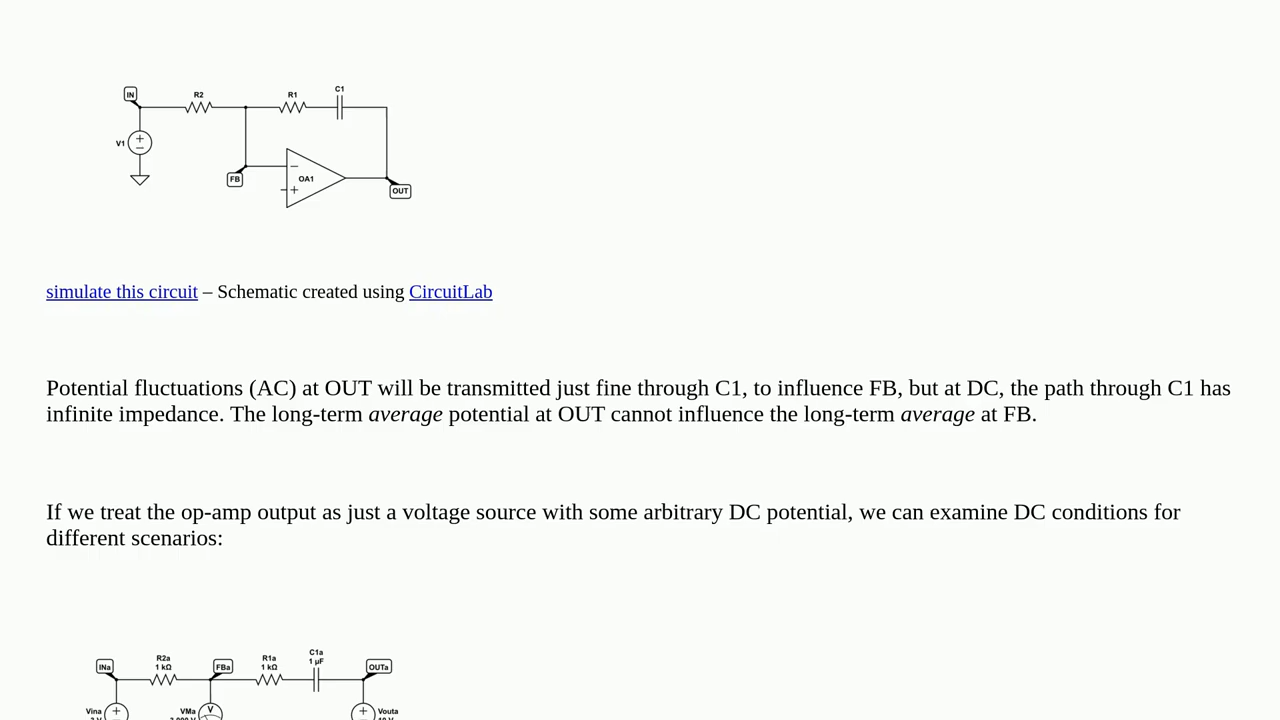 IN
R2
R1
C1
V1
FB
OA1
OUT
simulate this circuit – Schematic created using CircuitLab
Potential fluctuations (AC) at OUT will be transmitted just fine through C1, to influence FB, but at DC, the path through C1 has
infinite impedance. The long-term average potential at OUT cannot influence the long-term average at FB.
If we treat the op-amp output as just a voltage source with some arbitrary DC potential, we can examine DC conditions for
different scenarios:
INa
R2a
1 kΩ
FBa
R1a
1 kΩ
C1a
1 µF
OUTa
Vina
VMa
V
Vouta